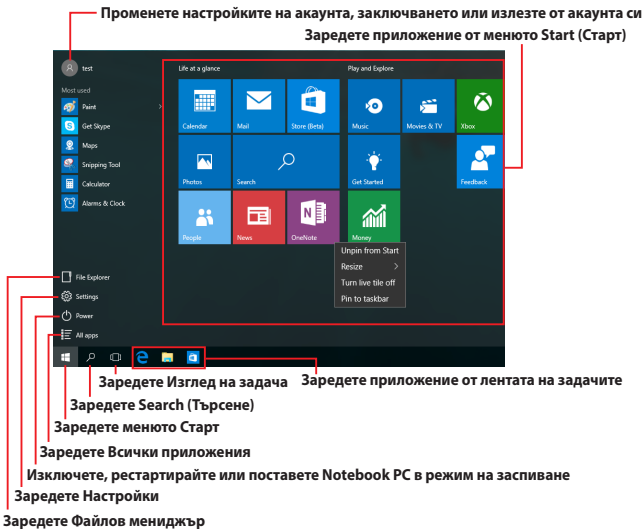 Променете настройките на акаунта, заключването или излезте от акаунта си
Заредете приложение от менюто Start (Старт)
test
Life at a glance
Play and Explore
Most used
Paint
Get Skype
Maps
Snipping Tool
Calculator
Alarms & Clock
Calendar
Mail
Store (Beta)
Music
Movies & TV
Xbox
Photos
Search
Get Started
Feedback
People
News
OneNote
Money
Unpin from Start
Resize
Turn live tile off
Pin to taskbar
File Explorer
Settings
Power
All apps
Заредете Изглед на задача
Заредете приложение от лентата на задачите
Заредете Search (Търсене)
Заредете менюто Старт
Заредете Всички приложения
Изключете, рестартирайте или поставете Notebook PC в режим на заспиване
Заредете Настройки
Заредете Файлов мениджър